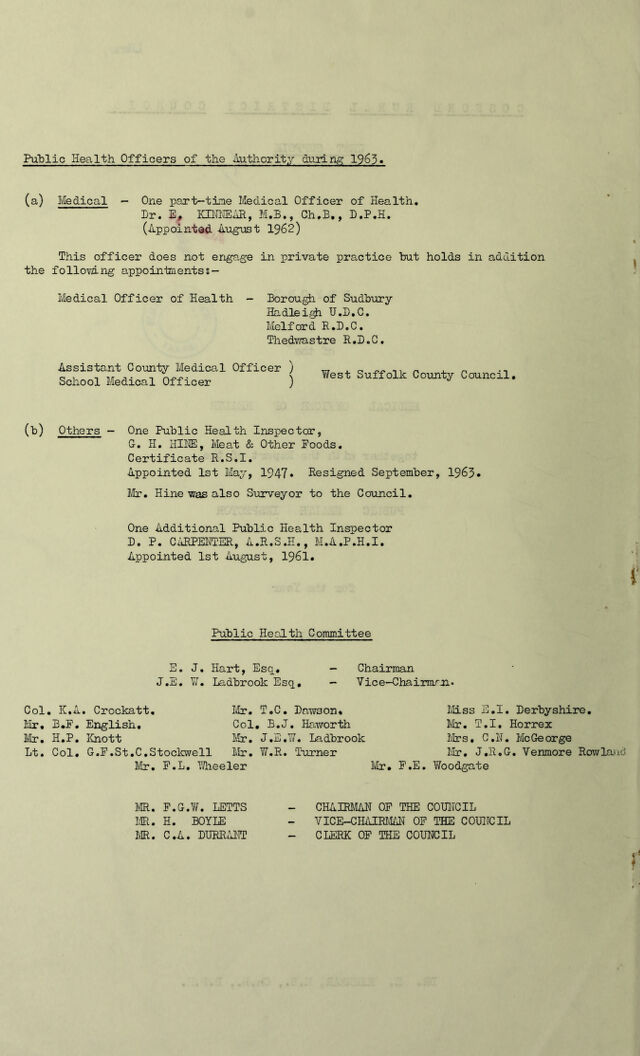 Public Health Officers of the Authority during 1963.
(a) Medical - One part-time Medical Officer of Health.
Dr. E. KINNEAR, M.B., Ch.B., D.P.H.
(Appointed August 1962)
This officer does not engage in private practice but holds in addition
the following appointments:-
Medical Officer of Health - Borough of Sudbury
Hadleigh U.D.C.
Melford R.D.C.
Thedwastre R.D.C.
Assistant County Medical Officer )
School Medical Officer ) West Suffolk County Council.
(b) Others - One Public Health Inspector,
G. H. HINE, Meat & Other Foods.
Certificate R.S.I.
Appointed 1st May, 1947. Resigned September, 1963.
Mr. Hine was also Surveyor to the Council.
One Additional Public Health Inspector
D. P. CARPENTER, A.R.S.H., M.A.P.H.I.
Appointed 1st August, 1961.
Public Health Committee
E. J. Hart, Esq. - Chairman
J.E. W. Ladbrook Esq. - Vice-Chairman.
Col. K.A. Crockatt. Mr. T.C. Dawson. Miss E.I. Derbyshire.
Mr. B.F. English. Col. B.J. Haworth Mr. T.I. Horrex
Mr. H.P. Knott Mr. J.E.W. Ladbrook Mrs. C.N. McGeorge
Lt. Col. G.F.St.C.Stockwell Mr. W.R. Turner Mr. J.R.G. Venmore Rowland
Mr. F.L. Wheeler Mr. F.E. Woodgate
MR. F.G.W. LETTS - CHAIRMAN OF THE COUNCIL
MR. H. BOYLE - VICE-CHAIRMAN OF THE COUNCIL
MR. C.A. DURRANT - CLERK OF THE COUNCIL